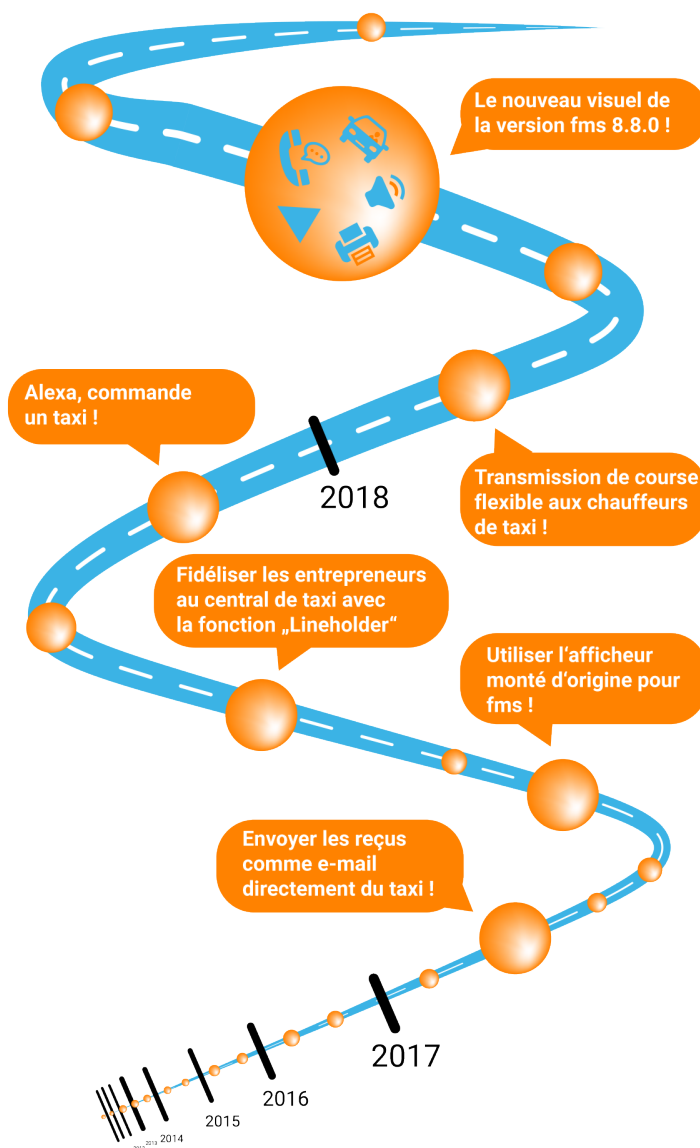 Le nouveau visuel de
la version fms 8.8.0 !
Alexa, commande
un taxi !
2018
Transmission de course
flexible aux chauffeurs
de taxi !
Fidéliser les entrepreneurs
au central de taxi avec
la fonction „Lineholder“
Utiliser l‘afficheur
monté d‘origine pour
fms !
Envoyer les reçus
comme e-mail
directement du taxi !
2017
2016
2015
2014
2013